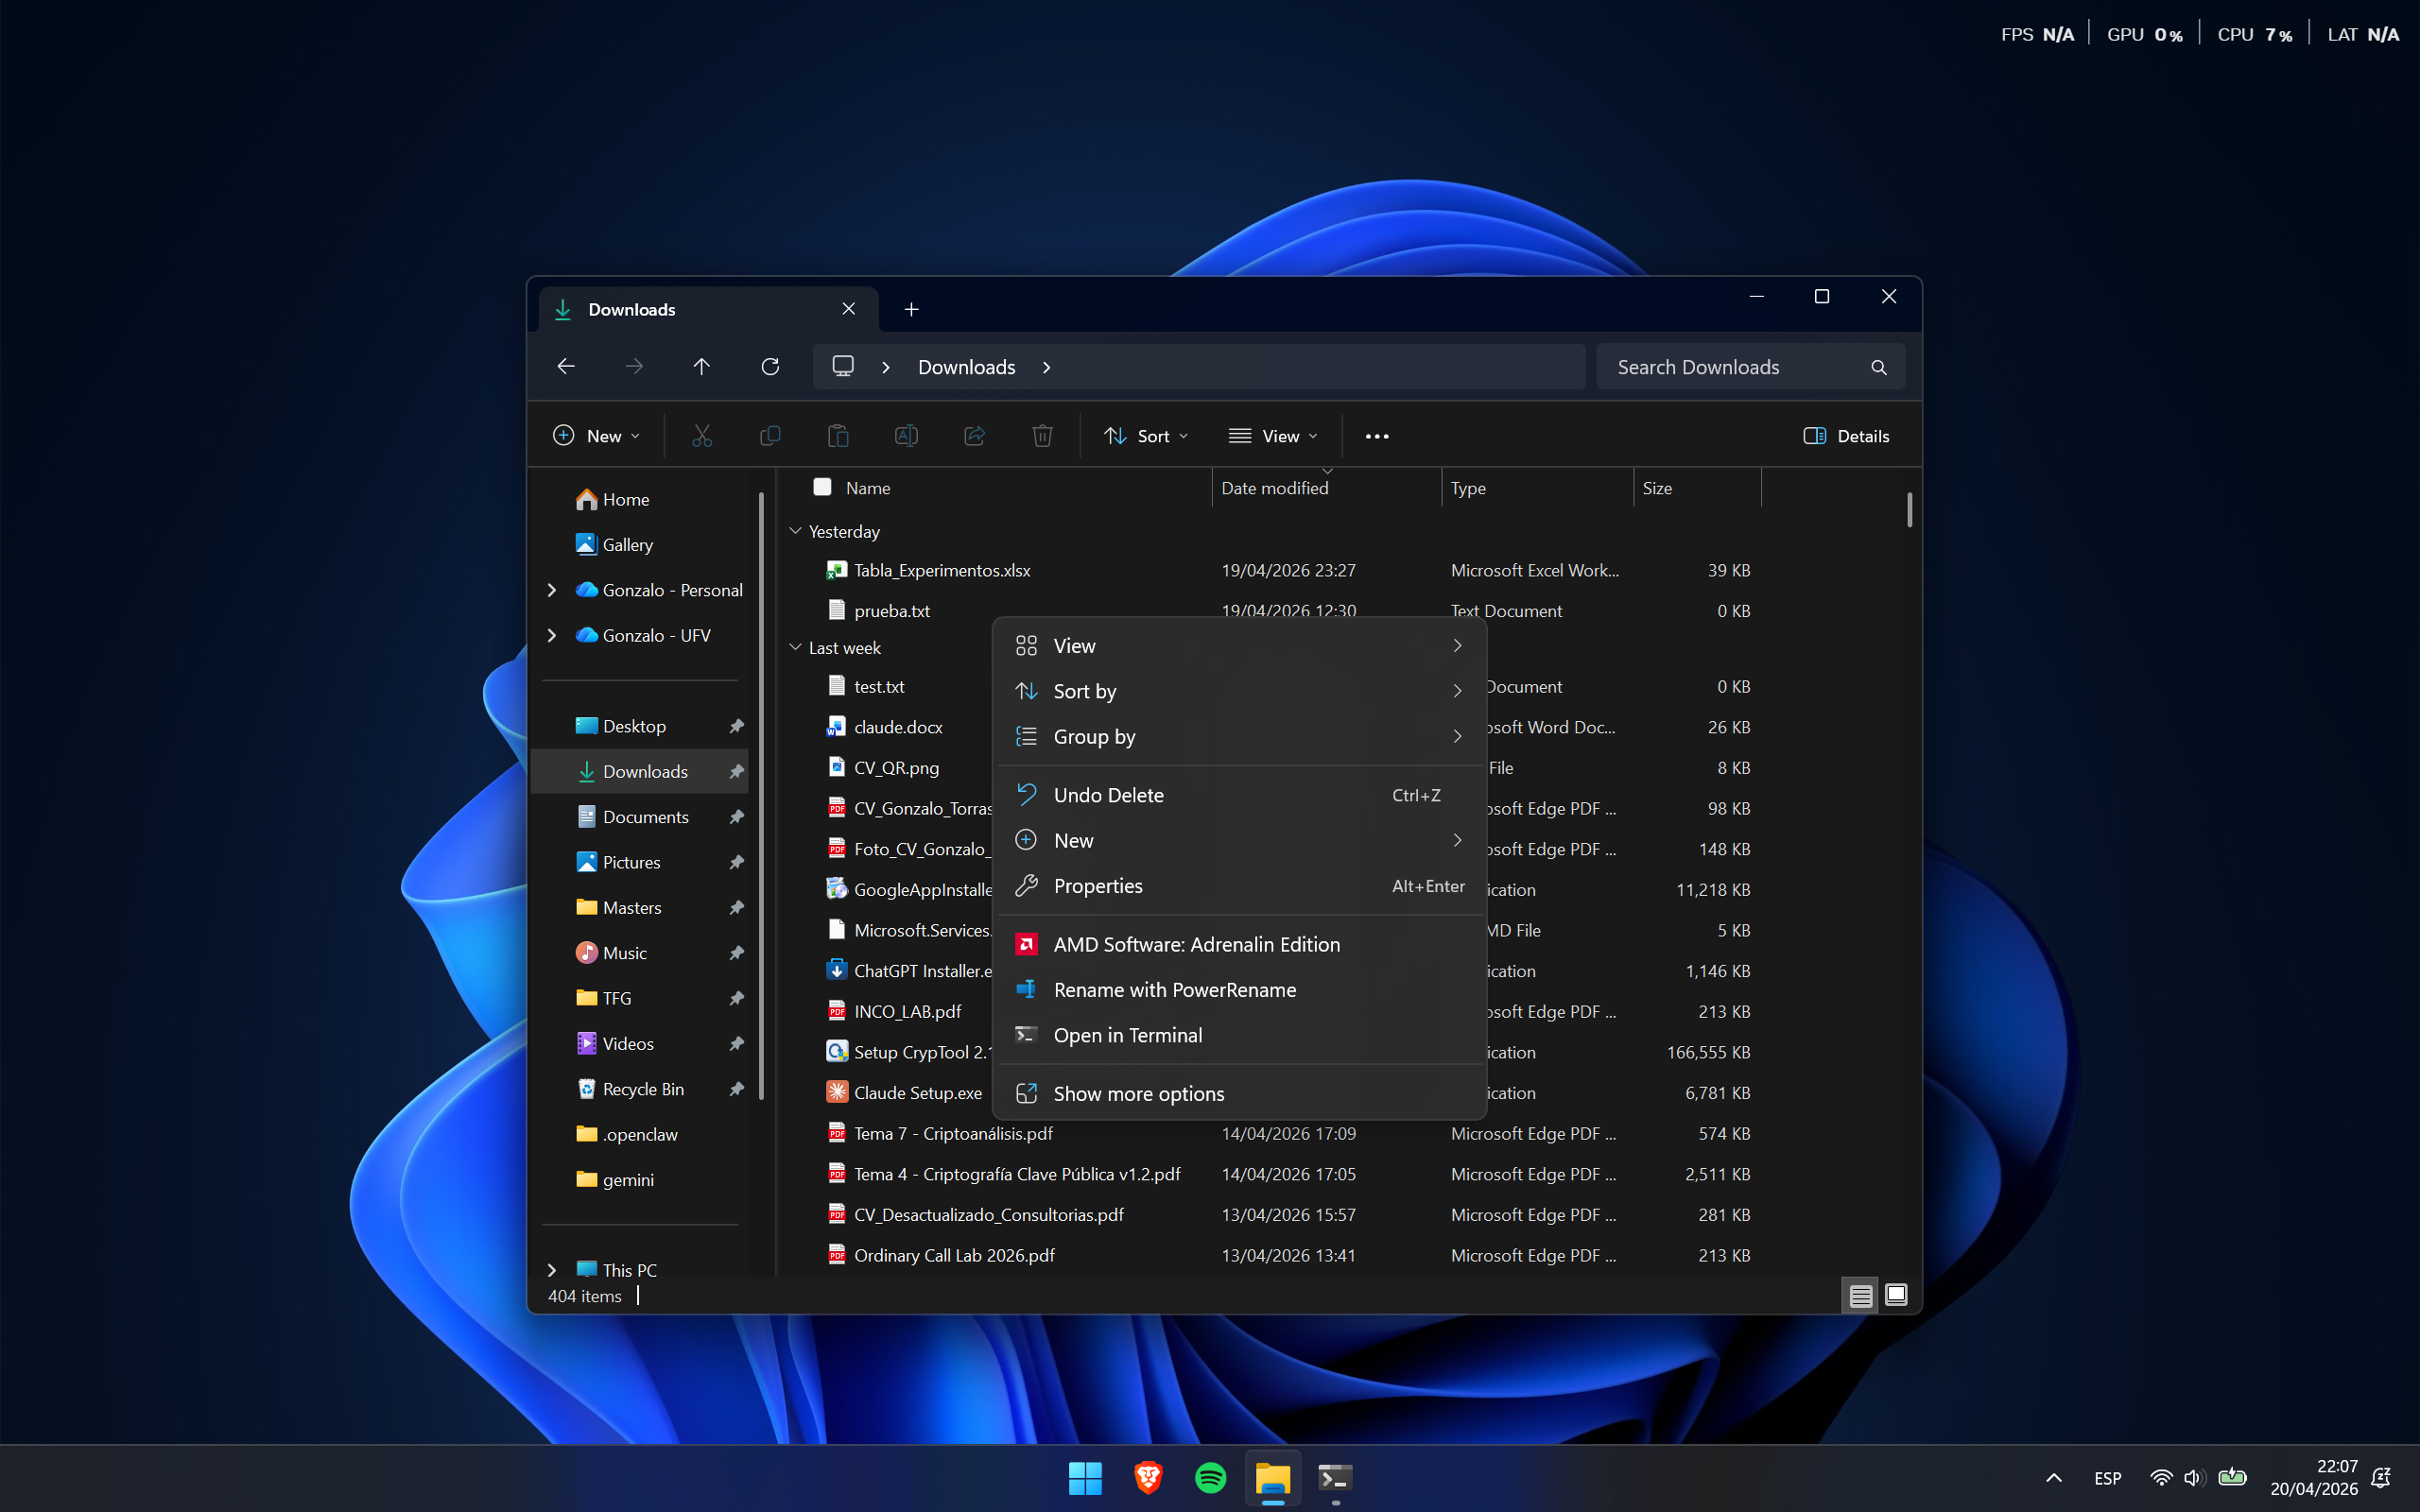 FPS N/A GPU 0 % CPU 7 % LAT N/A
Downloads
Downloads
Search Downloads
New
Sort
View
Details
Home
Gallery
Gonzalo - Personal
Gonzalo - UFV
Desktop
Downloads
Documents
Pictures
Masters
Music
TFG
Videos
Recycle Bin
.openclaw
gemini
This PC
Name Date modified Type Size
Yesterday
Tabla_Experimentos.xlsx 19/04/2026 23:27 Microsoft Excel Work... 39 KB
prueba.txt 19/04/2026 12:30 Text Document 0 KB
Last week
test.txt Document 0 KB
claude.docx osoft Word Doc... 26 KB
CV_QR.png File 8 KB
CV_Gonzalo_Torras osoft Edge PDF ... 98 KB
Foto_CV_Gonzalo_ osoft Edge PDF ... 148 KB
GoogleAppInstalle ication 11,218 KB
Microsoft.Services. MD File 5 KB
ChatGPT Installer.e ication 1,146 KB
INCO_LAB.pdf osoft Edge PDF ... 213 KB
Setup CrypTool 2.1 ication 166,555 KB
Claude Setup.exe ication 6,781 KB
Tema 7 - Criptoanálisis.pdf 14/04/2026 17:09 Microsoft Edge PDF ... 574 KB
Tema 4 - Criptografía Clave Pública v1.2.pdf 14/04/2026 17:05 Microsoft Edge PDF ... 2,511 KB
CV_Desactualizado_Consultorias.pdf 13/04/2026 15:57 Microsoft Edge PDF ... 281 KB
Ordinary Call Lab 2026.pdf 13/04/2026 13:41 Microsoft Edge PDF ... 213 KB
View
Sort by
Group by
Undo Delete Ctrl+Z
New
Properties Alt+Enter
AMD Software: Adrenalin Edition
Rename with PowerRename
Open in Terminal
Show more options
404 items
ESP
22:07
20/04/2026